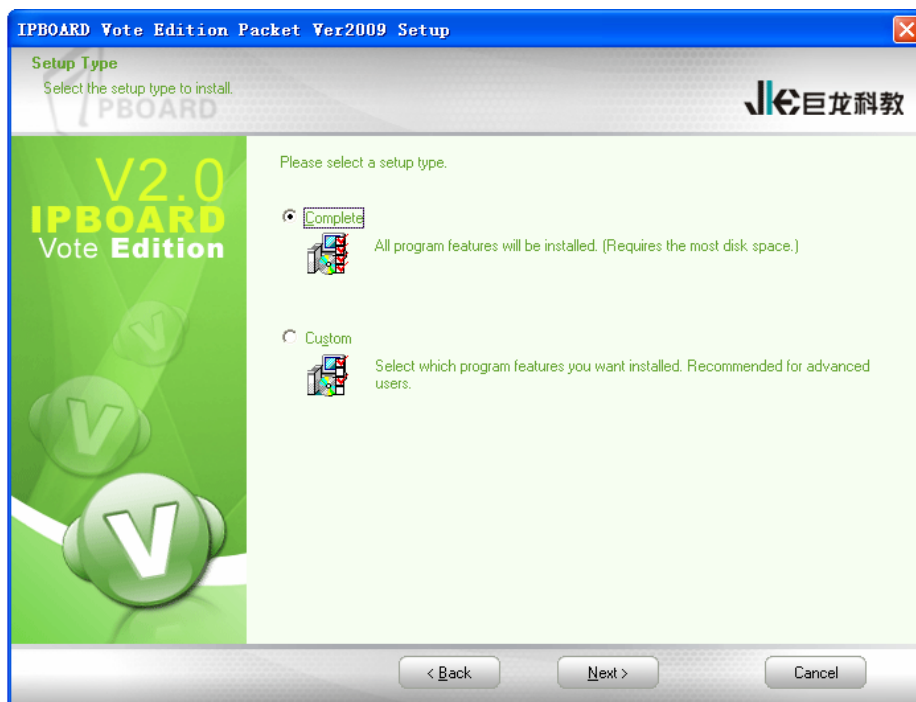 IPBOARD Vote Edition Packet Ver2009 Setup
Setup Type
Select the setup type to install.
PBOARD
巨龙科教
V2.0
IPBOARD
Vote Edition
Please select a setup type.
Complete
All program features will be installed. (Requires the most disk space.)
Custom
Select which program features you want installed. Recommended for advanced
users.
V
V
V
< Back
Next >
Cancel